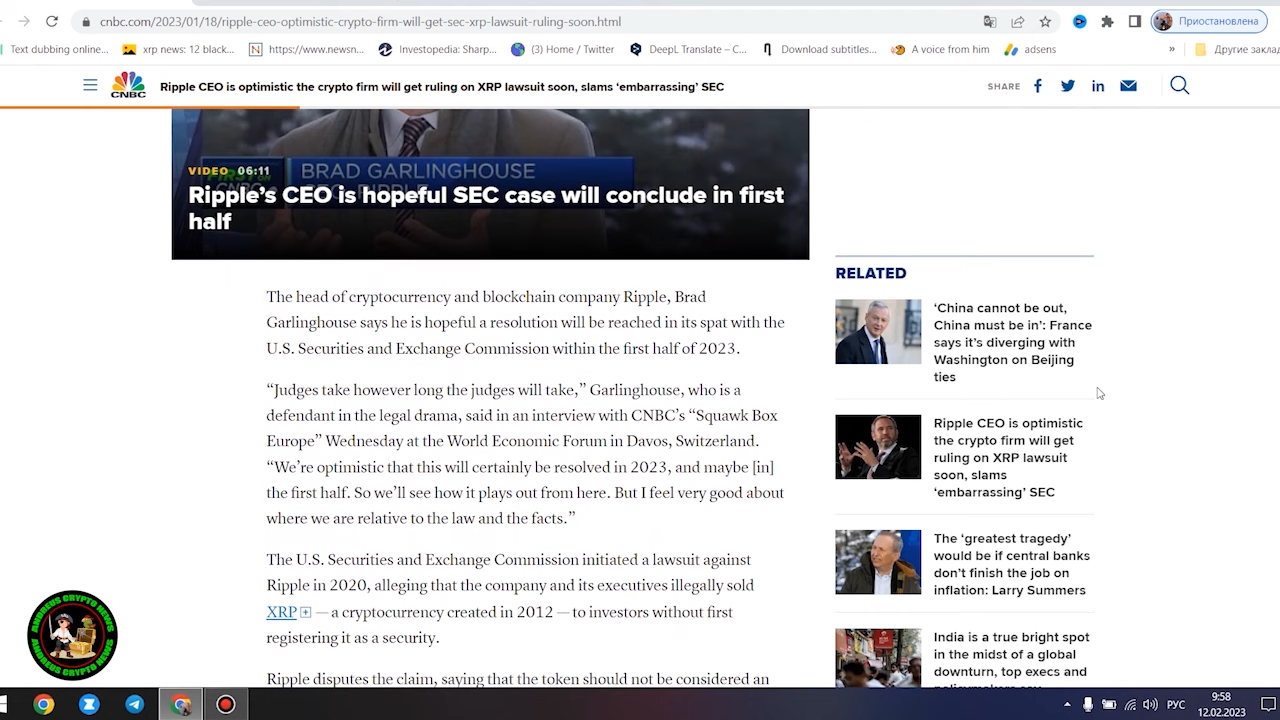 cnbc.com/2023/01/18/ripple-ceo-optimistic-crypto-firm-will-get-sec-xrp-lawsuit-ruling-soon.html
Приостановлена
Text dubbing online...
xrp news: 12 black...
https://www.newsn...
Investopedia: Sharp...
(3) Home / Twitter
DeepL Translate – C...
Download subtitles...
A voice from him
adsens
»
Другие закла
CNBC
Ripple CEO is optimistic the crypto firm will get ruling on XRP lawsuit soon, slams ‘embarrassing’ SEC
SHARE
BRAD GARLINGHOUSE
VIDEO 06:11
Ripple’s CEO is hopeful SEC case will conclude in first
half
The head of cryptocurrency and blockchain company Ripple, Brad
Garlinghouse says he is hopeful a resolution will be reached in its spat with the
U.S. Securities and Exchange Commission within the first half of 2023.
“Judges take however long the judges will take,” Garlinghouse, who is a
defendant in the legal drama, said in an interview with CNBC’s “Squawk Box
Europe” Wednesday at the World Economic Forum in Davos, Switzerland.
“We’re optimistic that this will certainly be resolved in 2023, and maybe [in]
the first half. So we’ll see how it plays out from here. But I feel very good about
where we are relative to the law and the facts.”
The U.S. Securities and Exchange Commission initiated a lawsuit against
Ripple in 2020, alleging that the company and its executives illegally sold
XRP — a cryptocurrency created in 2012 — to investors without first
registering it as a security.
Ripple disputes the claim, saying that the token should not be considered an
RELATED
‘China cannot be out,
China must be in’: France
says it’s diverging with
Washington on Beijing
ties
Ripple CEO is optimistic
the crypto firm will get
ruling on XRP lawsuit
soon, slams
‘embarrassing’ SEC
The ‘greatest tragedy’
would be if central banks
don’t finish the job on
inflation: Larry Summers
India is a true bright spot
in the midst of a global
downturn, top execs and
ANDREUS CRYPTO NEWS
ANDREUS CRYPTO NEWS
РУС
9:58
12.02.2023